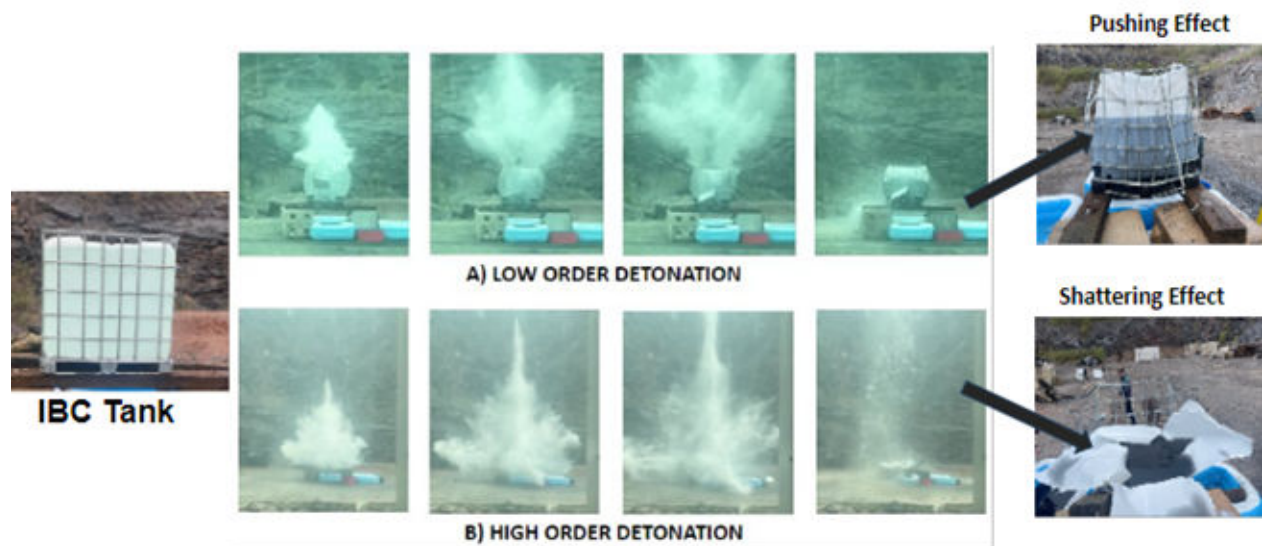 Pushing Effect
A) LOW ORDER DETONATION
Shattering Effect
IBC Tank
B) HIGH ORDER DETONATION